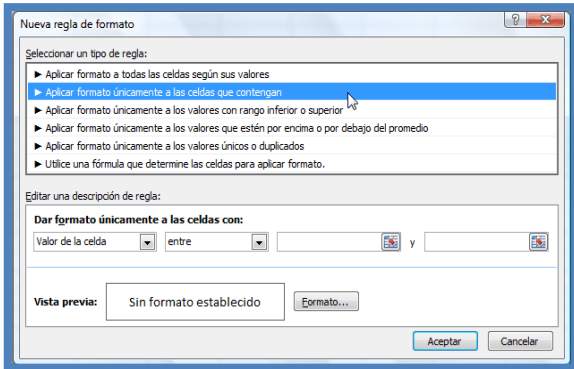 Nueva regla de formato
Seleccionar un tipo de regla:
► Aplicar formato a todas las celdas según sus valores
► Aplicar formato únicamente a las celdas que contengan
► Aplicar formato únicamente a los valores con rango inferior o superior
► Aplicar formato únicamente a los valores que estén por encima o por debajo del promedio
► Aplicar formato únicamente a los valores únicos o duplicados
► Utilice una fórmula que determine las celdas para aplicar formato.
Editar una descripción de regla:
Dar formato únicamente a las celdas con:
Valor de la celda entre y
Vista previa: Sin formato establecido Formato...
Aceptar Cancelar